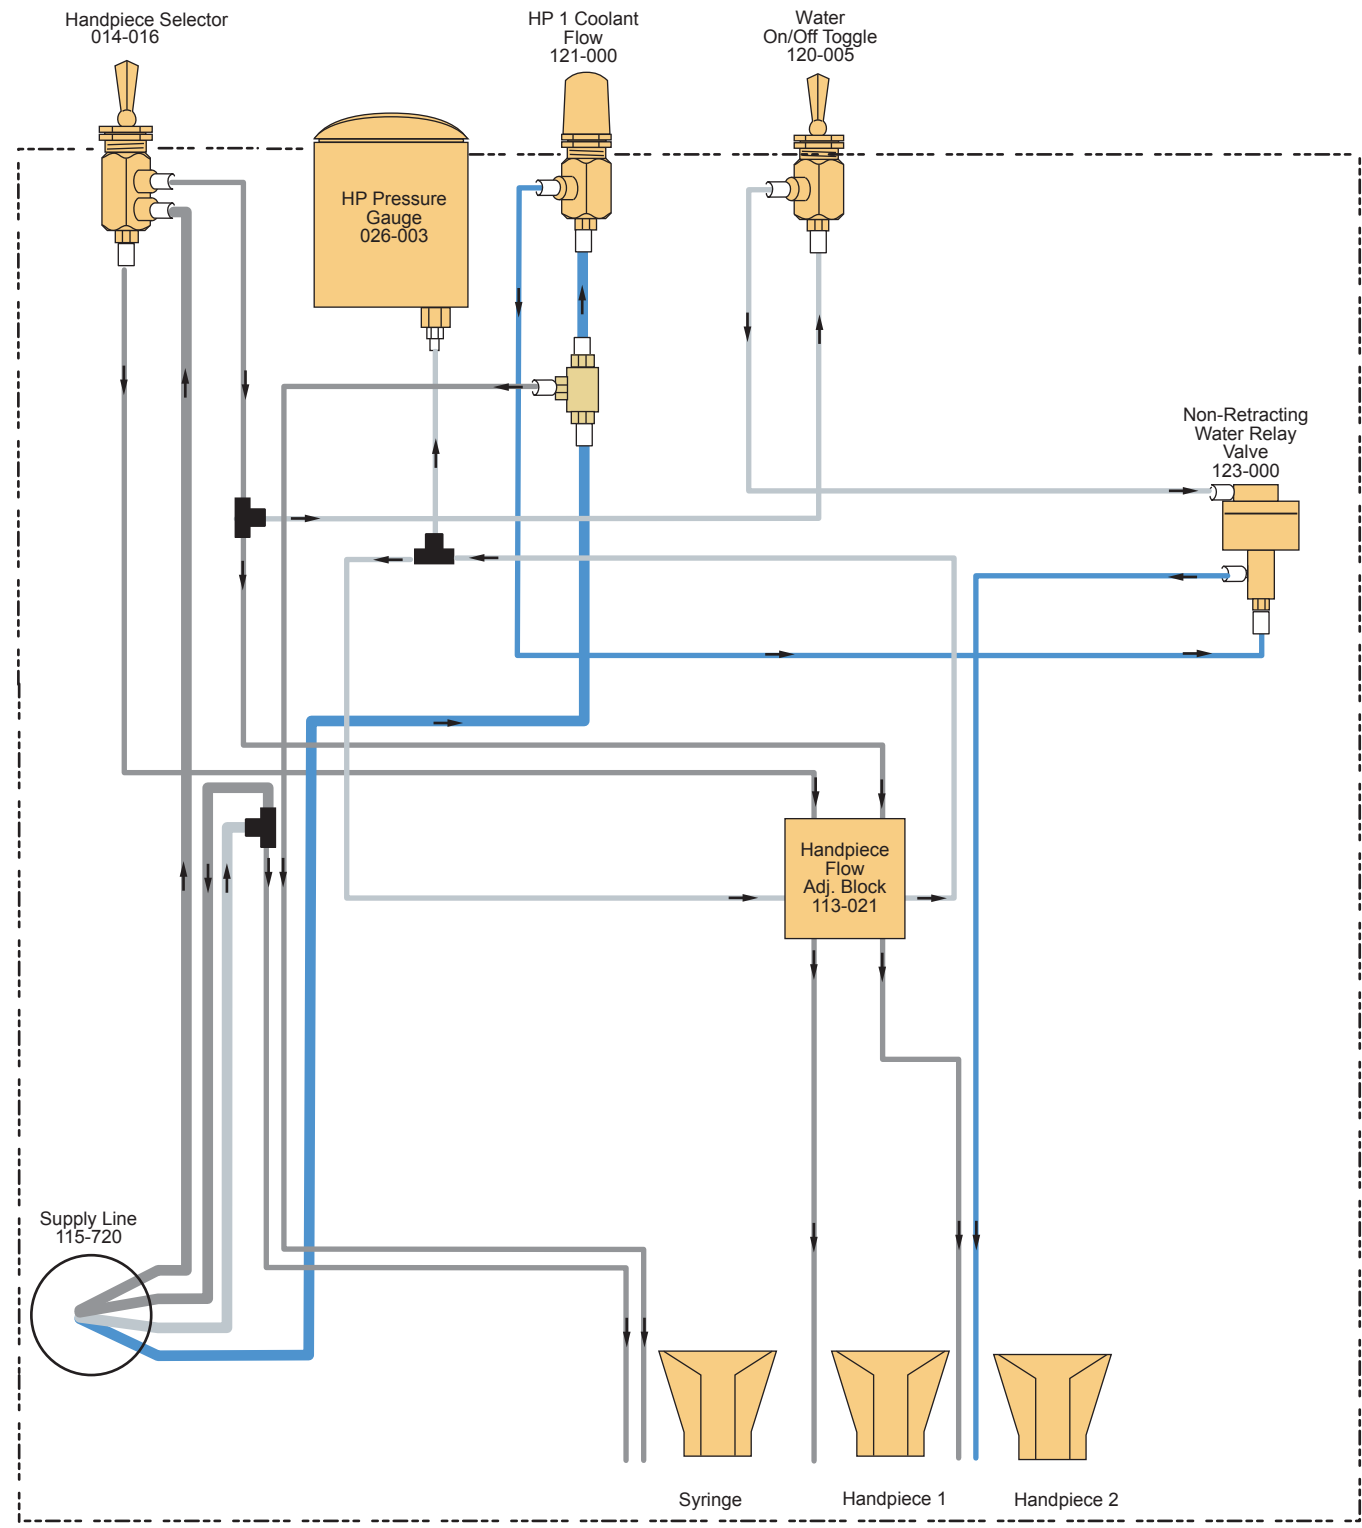 Handpiece Selector
014-016
HP 1 Coolant
Flow
121-000
Water
On/Off Toggle
120-005
HP Pressure
Gauge
026-003
Non-Retracting
Water Relay
Valve
123-000
Handpiece
Flow
Adj. Block
113-021
Supply Line
115-720
Syringe
Handpiece 1
Handpiece 2